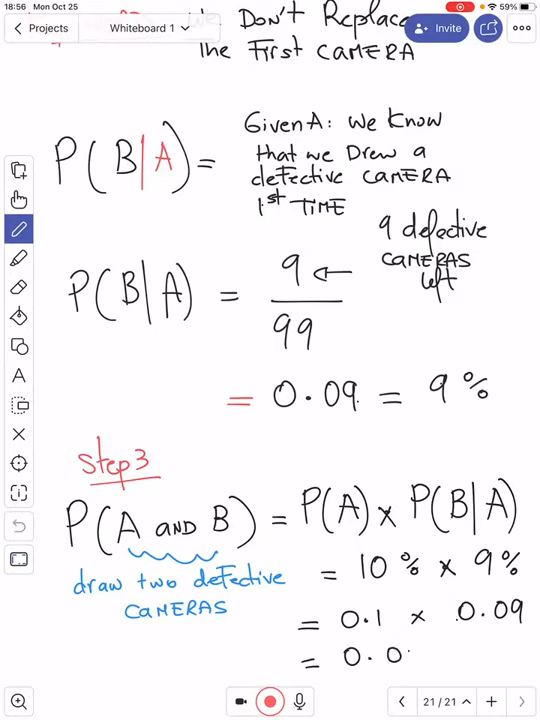 18:56 Mon Oct 25
59%
Projects
Whiteboard 1
Invite
We Don't Replace
The First CAMERA
P(B|A)=
Given A: We Know
that we Drew a
defective CAMERA
1st TIME
9 defective
CAMERAS
left
P(B|A) = 9 ←
99
= 0.09 = 9%
Step 3
P(A AND B) = P(A) × P(B|A)
draw two defective
CAMERAS
= 10% × 9%
= 0.1 × 0.09
= 0.0
21/21